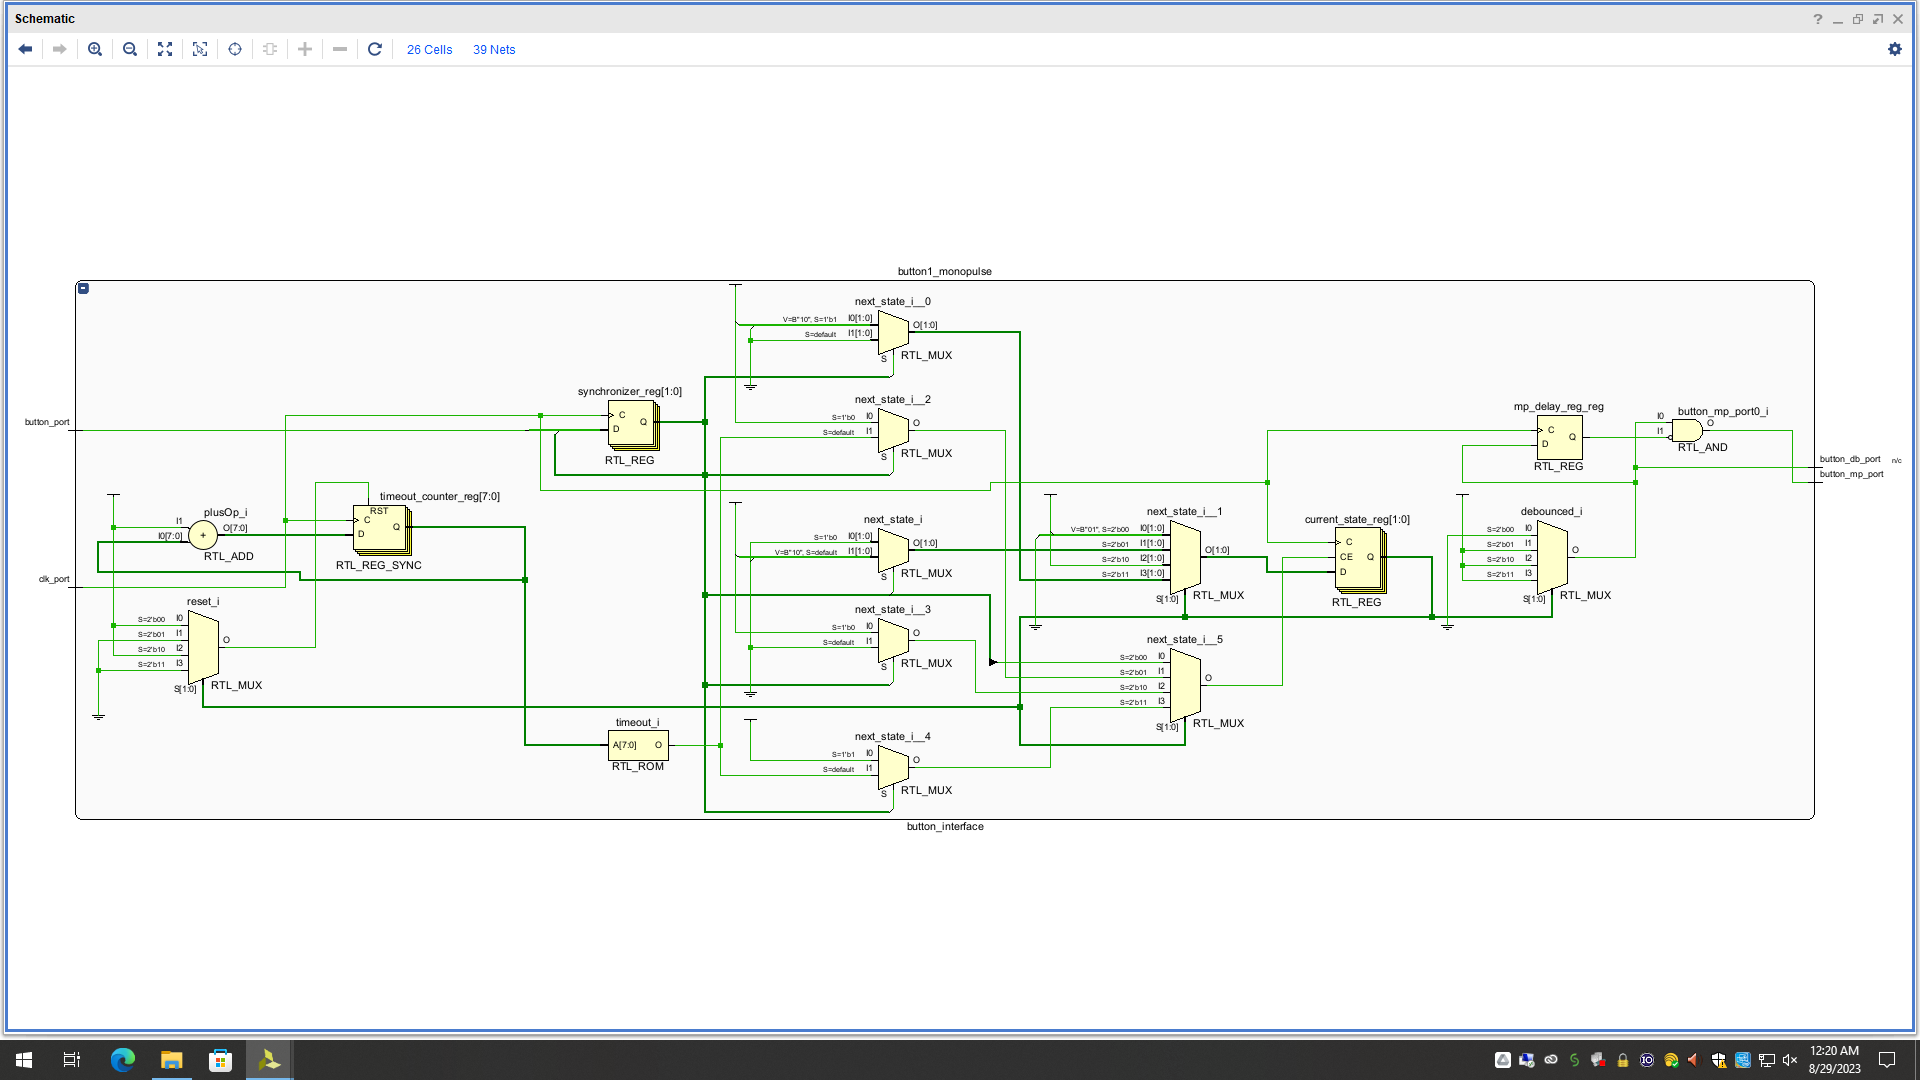 Schematic
26 Cells
39 Nets
button1_monopulse
next_state_i__0
V=B"10", S=1'b1 I0[1:0]
O[1:0]
S=default I1[1:0]
S
RTL_MUX
synchronizer_reg[1:0]
C
Q
D
RTL_REG
next_state_i__2
S=1'b0 I0
O
S=default I1
S
RTL_MUX
button_port
mp_delay_reg_reg
C
Q
D
RTL_REG
button_mp_port0_i
I0
O
I1
RTL_AND
button_db_port n/c
button_mp_port
timeout_counter_reg[7:0]
RST
C
Q
D
RTL_REG_SYNC
plusOp_i
I1
O[7:0]
I0[7:0]
+
RTL_ADD
clk_port
next_state_i
S=1'b0 I0[1:0]
O[1:0]
V=B"10", S=default I1[1:0]
S
RTL_MUX
next_state_i__1
V=B"01", S=2'b00 I0[1:0]
S=2'b01 I1[1:0]
O[1:0]
S=2'b10 I2[1:0]
S=2'b11 I3[1:0]
S[1:0]
RTL_MUX
current_state_reg[1:0]
C
CE Q
D
RTL_REG
debounced_i
S=2'b00 I0
S=2'b01 I1
O
S=2'b10 I2
S=2'b11 I3
S[1:0]
RTL_MUX
reset_i
S=2'b00 I0
S=2'b01 I1
O
S=2'b10 I2
S=2'b11 I3
S[1:0]
RTL_MUX
next_state_i__3
S=1'b0 I0
O
S=default I1
S
RTL_MUX
next_state_i__5
S=2'b00 I0
S=2'b01 I1
O
S=2'b10 I2
S=2'b11 I3
S[1:0]
RTL_MUX
timeout_i
A[7:0] O
RTL_ROM
next_state_i__4
S=1'b1 I0
O
S=default I1
S
RTL_MUX
button_interface
12:20 AM
8/29/2023